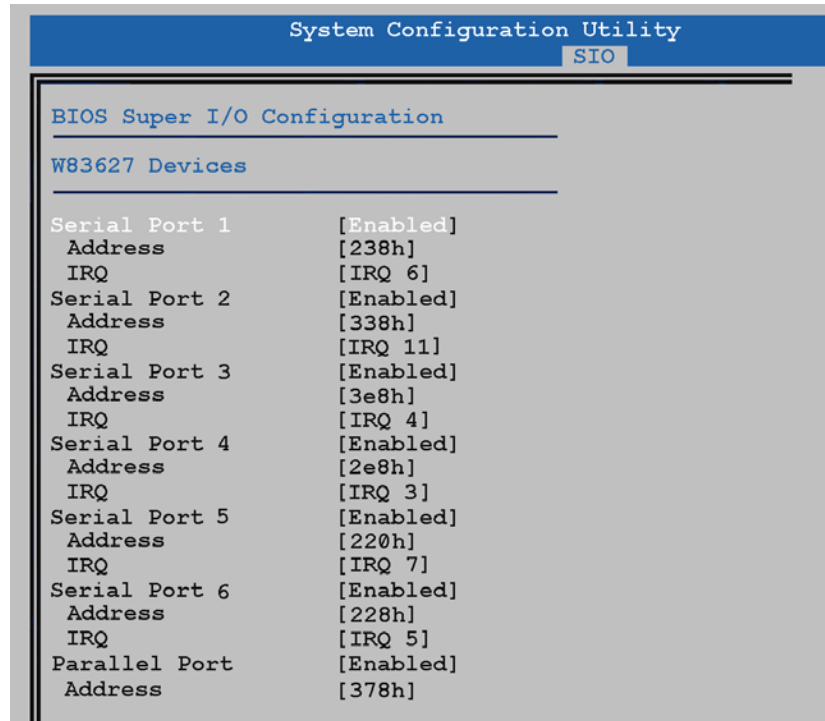 System Configuration Utility
SIO
BIOS Super I/O Configuration
W83627 Devices
Serial Port 1 [Enabled]
Address [238h]
IRQ [IRQ 6]
Serial Port 2 [Enabled]
Address [338h]
IRQ [IRQ 11]
Serial Port 3 [Enabled]
Address [3e8h]
IRQ [IRQ 4]
Serial Port 4 [Enabled]
Address [2e8h]
IRQ [IRQ 3]
Serial Port 5 [Enabled]
Address [220h]
IRQ [IRQ 7]
Serial Port 6 [Enabled]
Address [228h]
IRQ [IRQ 5]
Parallel Port [Enabled]
Address [378h]